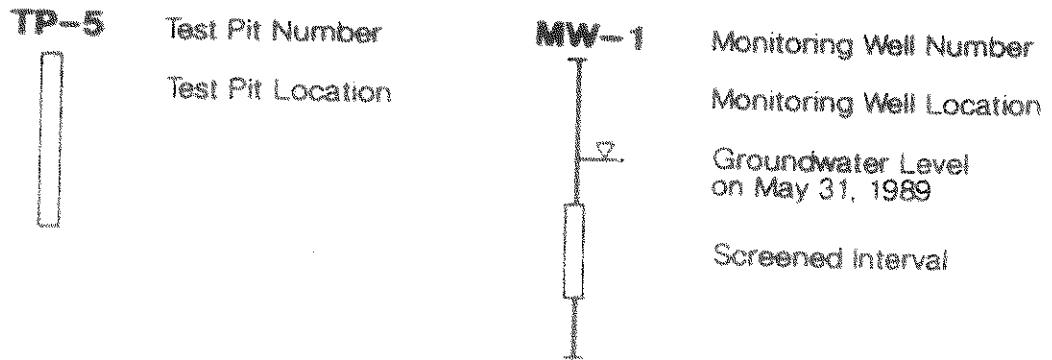 TP-5
Test Pit Number
Test Pit Location
MW-1
Monitoring Well Number
Monitoring Well Location
Groundwater Level
on May 31, 1989
Screened Interval